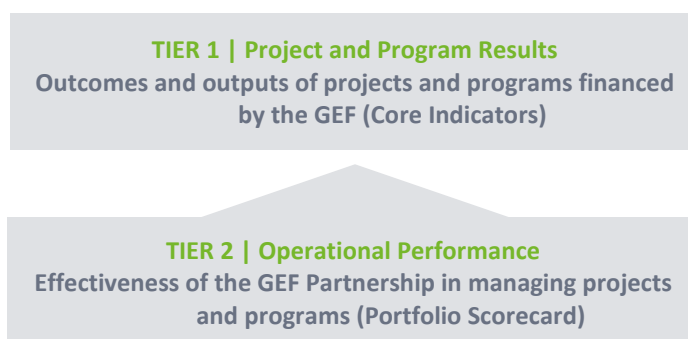 TIER 1 | Project and Program Results
Outcomes and outputs of projects and programs financed
by the GEF (Core Indicators)
TIER 2 | Operational Performance
Effectiveness of the GEF Partnership in managing projects
and programs (Portfolio Scorecard)